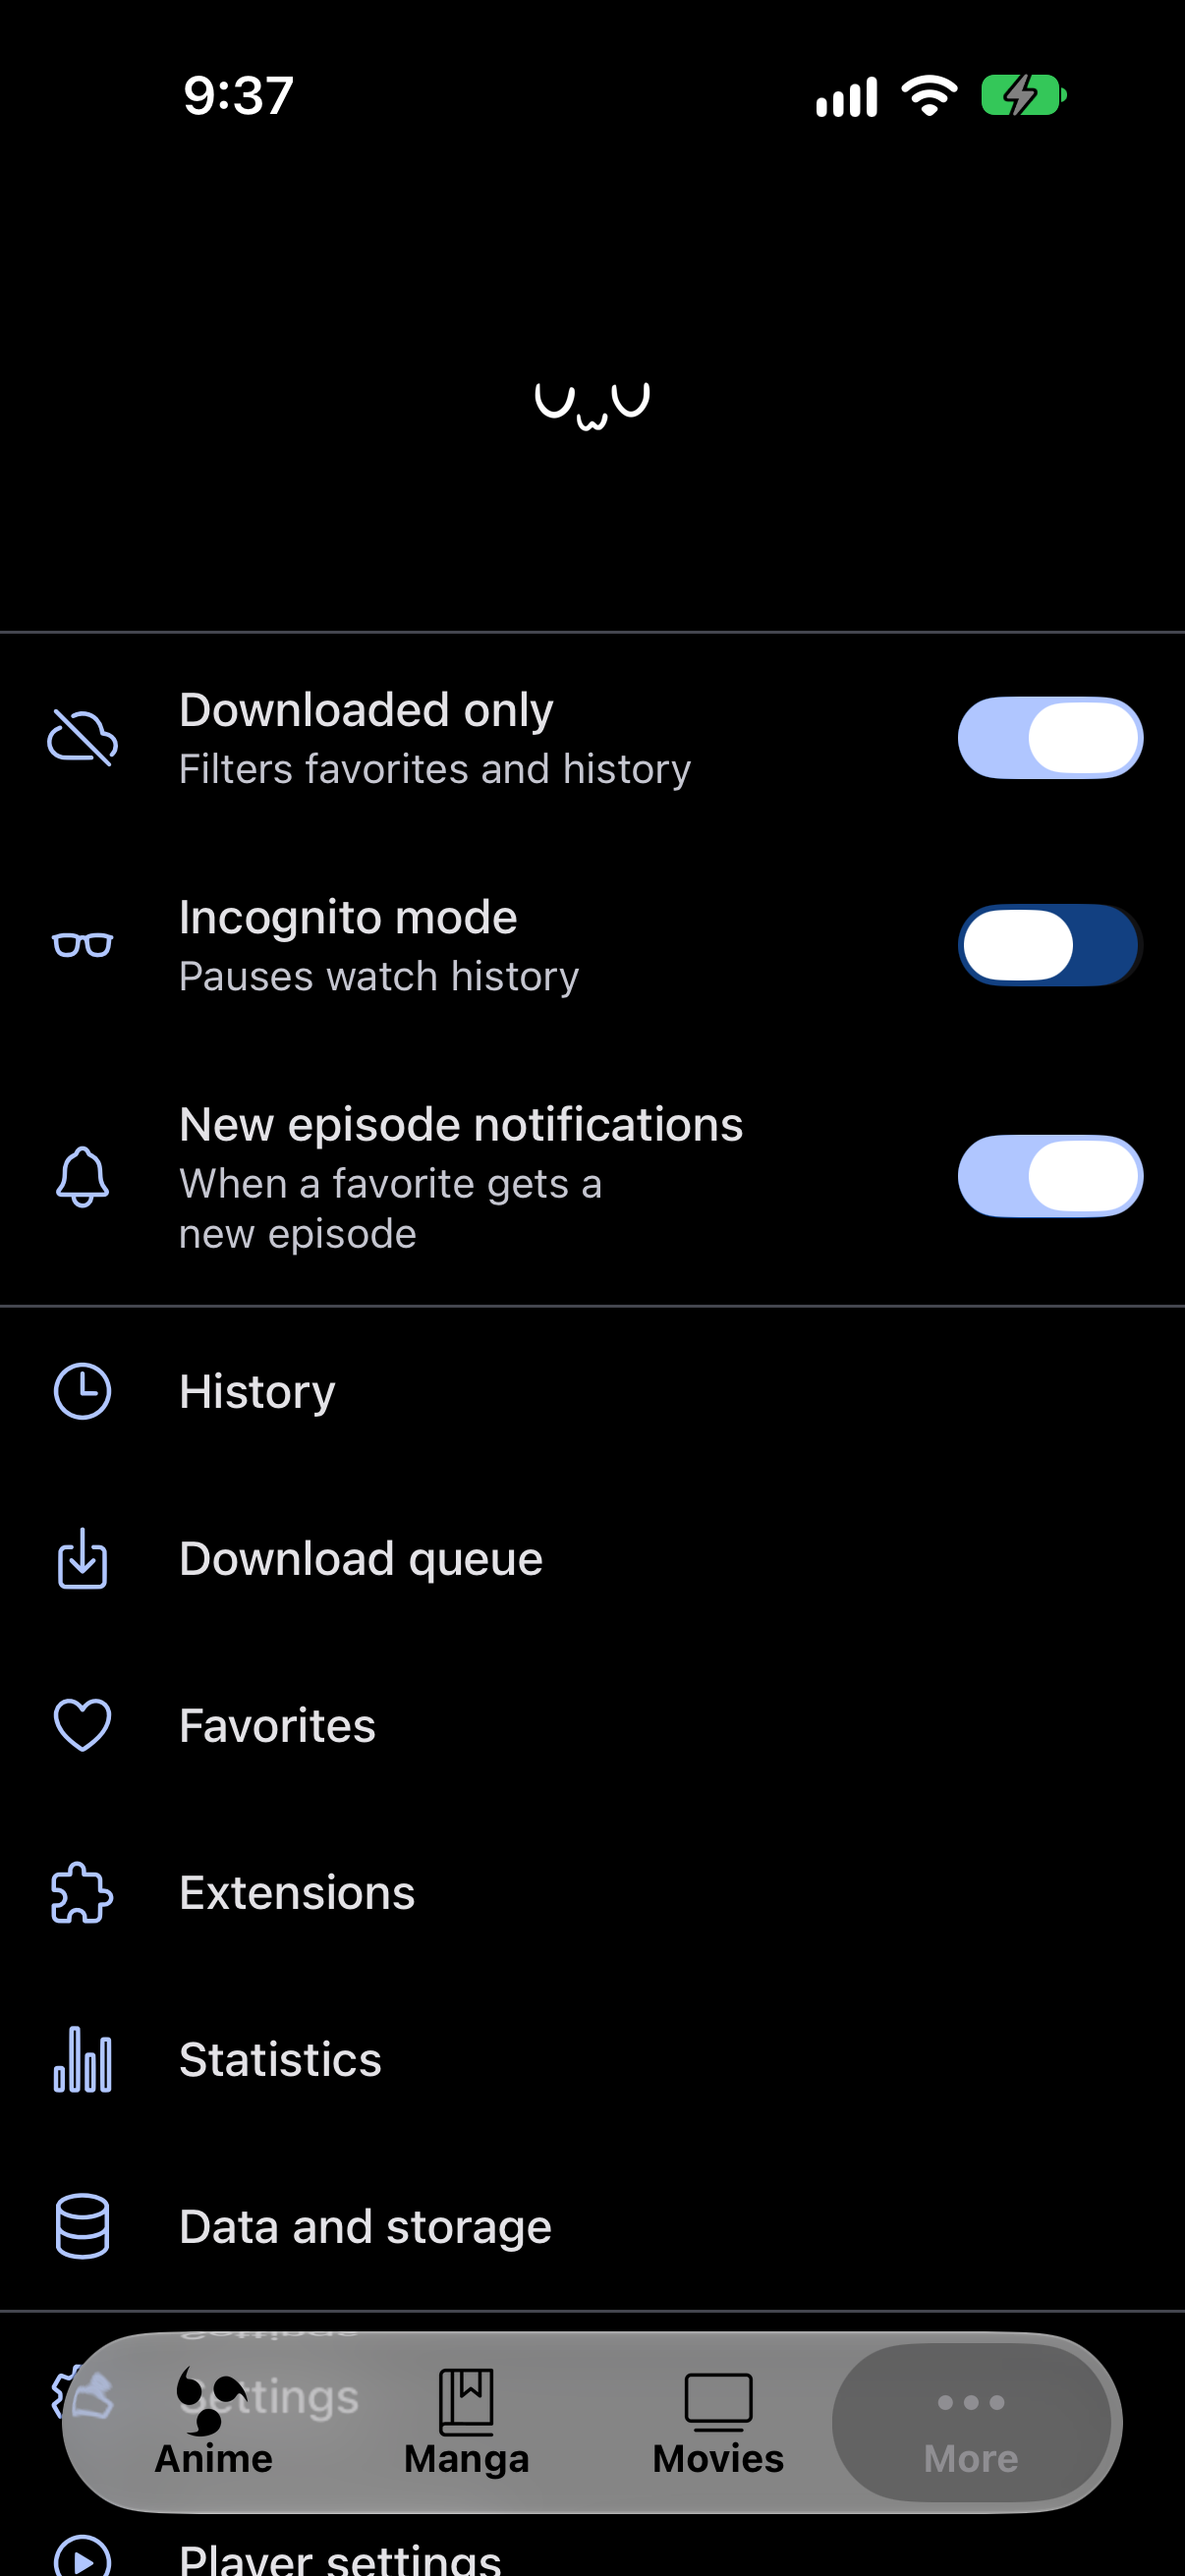 9:37
Downloaded only
Filters favorites and history
Incognito mode
Pauses watch history
New episode notifications
When a favorite gets a
new episode
History
Download queue
Favorites
Extensions
Statistics
Data and storage
Settings
Anime
Manga
Movies
More
Player settings